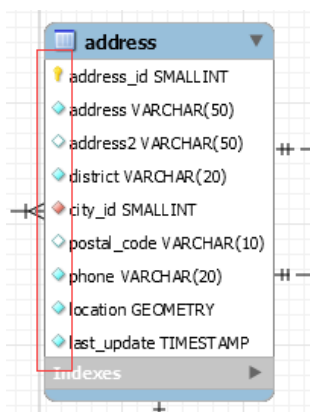 address
address_id SMALLINT
address VARCHAR(50)
address2 VARCHAR(50)
district VARCHAR(20)
city_id SMALLINT
postal_code VARCHAR(10)
phone VARCHAR(20)
location GEOMETRY
last_update TIMESTAMP
Indexes